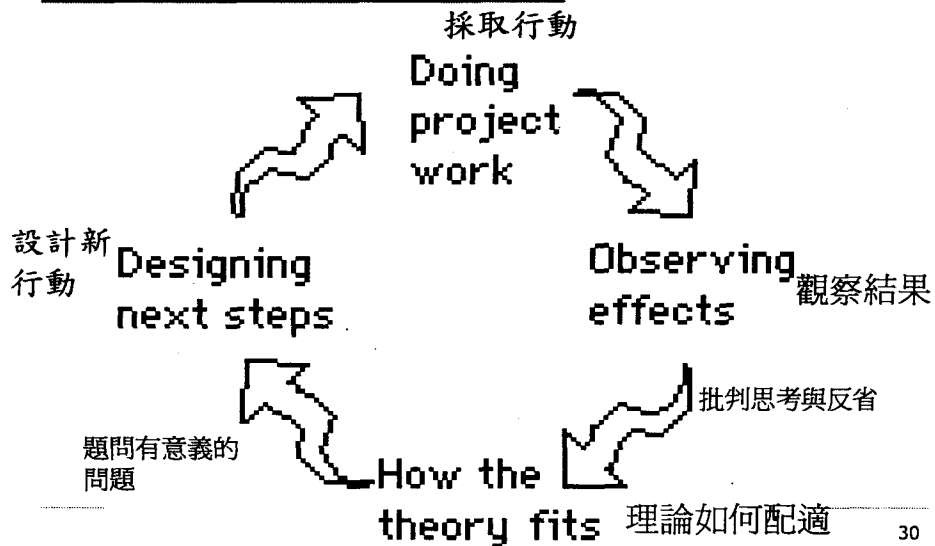 採取行動
Doing
project
work
設計新
行動
Designing
next steps
Observing
effects
觀察結果
批判思考與反省
題問有意義的
問題
How the
theory fits
理論如何配適
30